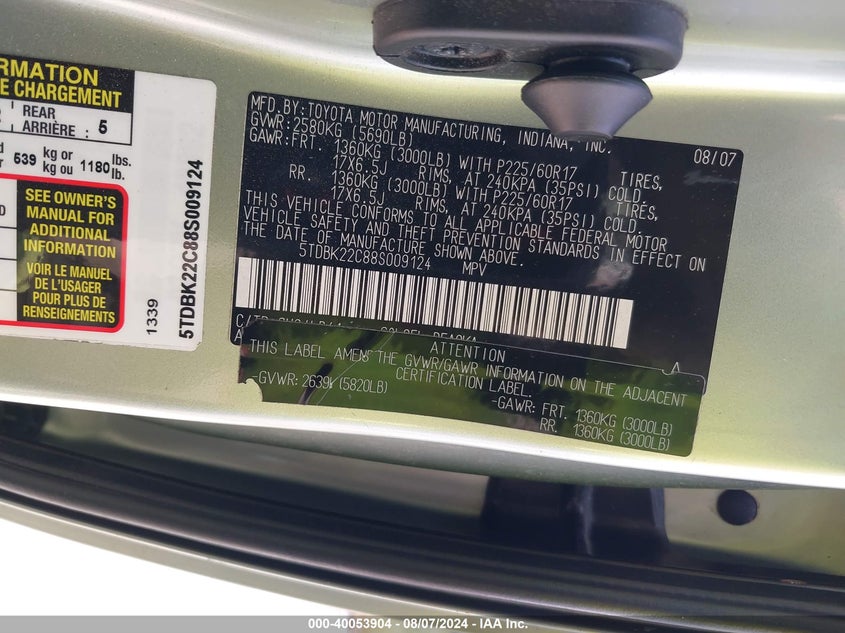 ORMATION
E CHARGEMENT
REAR
ARRIÈRE : 5
539 kg or 1180 lbs.
kg ou lb.
SEE OWNER'S
MANUAL FOR
ADDITIONAL
INFORMATION
VOIR LE MANUEL
DE L'USAGER
POUR PLUS DE
RENSEIGNEMENTS
1339
5TDBK22C88S009124
MFD. BY: TOYOTA MOTOR MANUFACTURING, INDIANA, INC. 08/07
GVWR: 2580KG (5690LB)
GAWR: FRT. 1360KG (3000LB) WITH P225/60R17 TIRES,
17X6.5J RIMS, AT 240KPA (35PSI) COLD.
RR. 1360KG (3000LB) WITH P225/60R17 TIRES,
17X6.5J RIMS, AT 240KPA (35PSI) COLD.
THIS VEHICLE CONFORMS TO ALL APPLICABLE FEDERAL MOTOR
VEHICLE SAFETY AND THEFT PREVENTION STANDARDS IN EFFECT ON
THE DATE OF MANUFACTURE SHOWN ABOVE.
5TDBK22C88S009124 MPV
ATTENTION
THIS LABEL AMENDS THE GVWR/GAWR INFORMATION ON THE ADJACENT
CERTIFICATION LABEL.
-GVWR: 2639 (5820LB)
-GAWR: FRT. 1360KG (3000LB)
RR. 1360KG (3000LB)
000-40053904 - 08/07/2024 - IAA Inc.